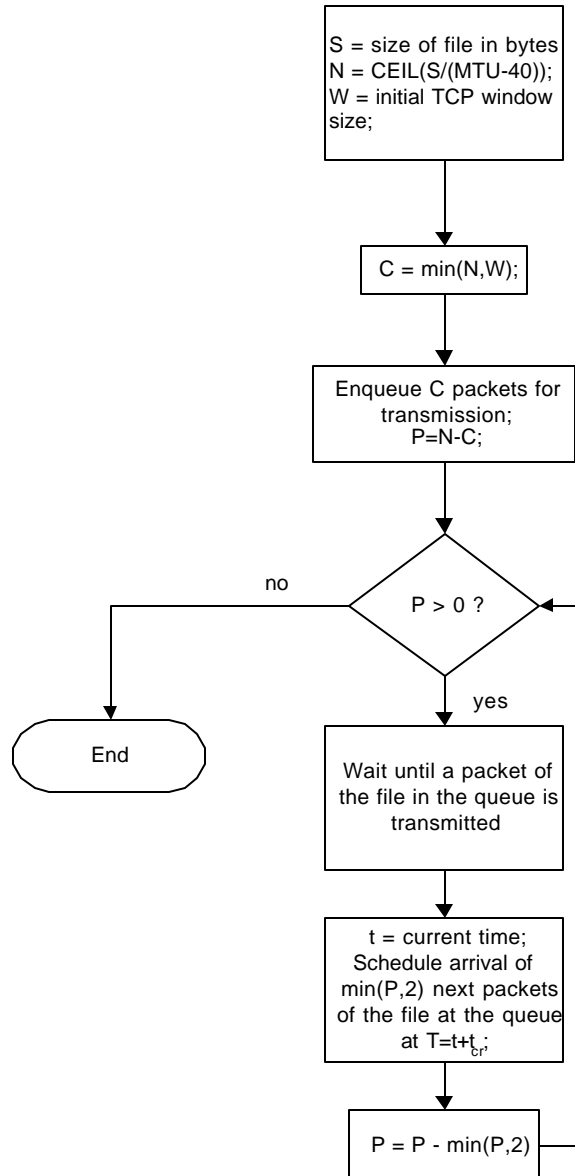 S = size of file in bytes
N = CEIL(S/(MTU-40));
W = initial TCP window
size;
C = min(N,W);
Enqueue C packets for
transmission;
P=N-C;
no
P > 0 ?
yes
End
Wait until a packet of
the file in the queue is
transmitted
t = current time;
Schedule arrival of
min(P,2) next packets
of the file at the queue
at T=t+tcr;
P = P - min(P,2)